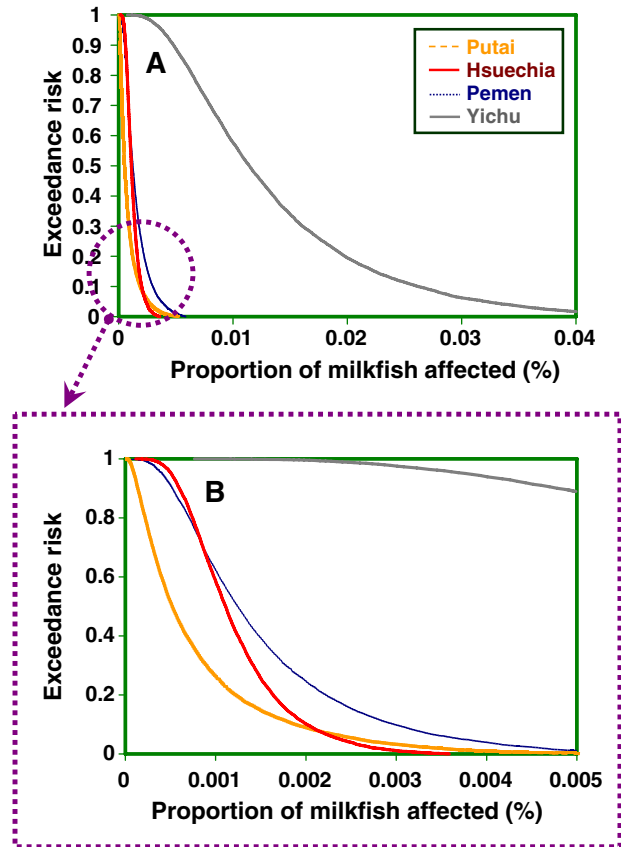 1
0.9
0.8
0.7
0.6
0.5
0.4
0.3
0.2
0.1
0
Exceedance risk
A
Putai
Hsuechia
Pemen
Yichu
0 0.01 0.02 0.03 0.04
Proportion of milkfish affected (%)
1
0.8
0.6
0.4
0.2
0
Exceedance risk
B
0 0.001 0.002 0.003 0.004 0.005
Proportion of milkfish affected (%)